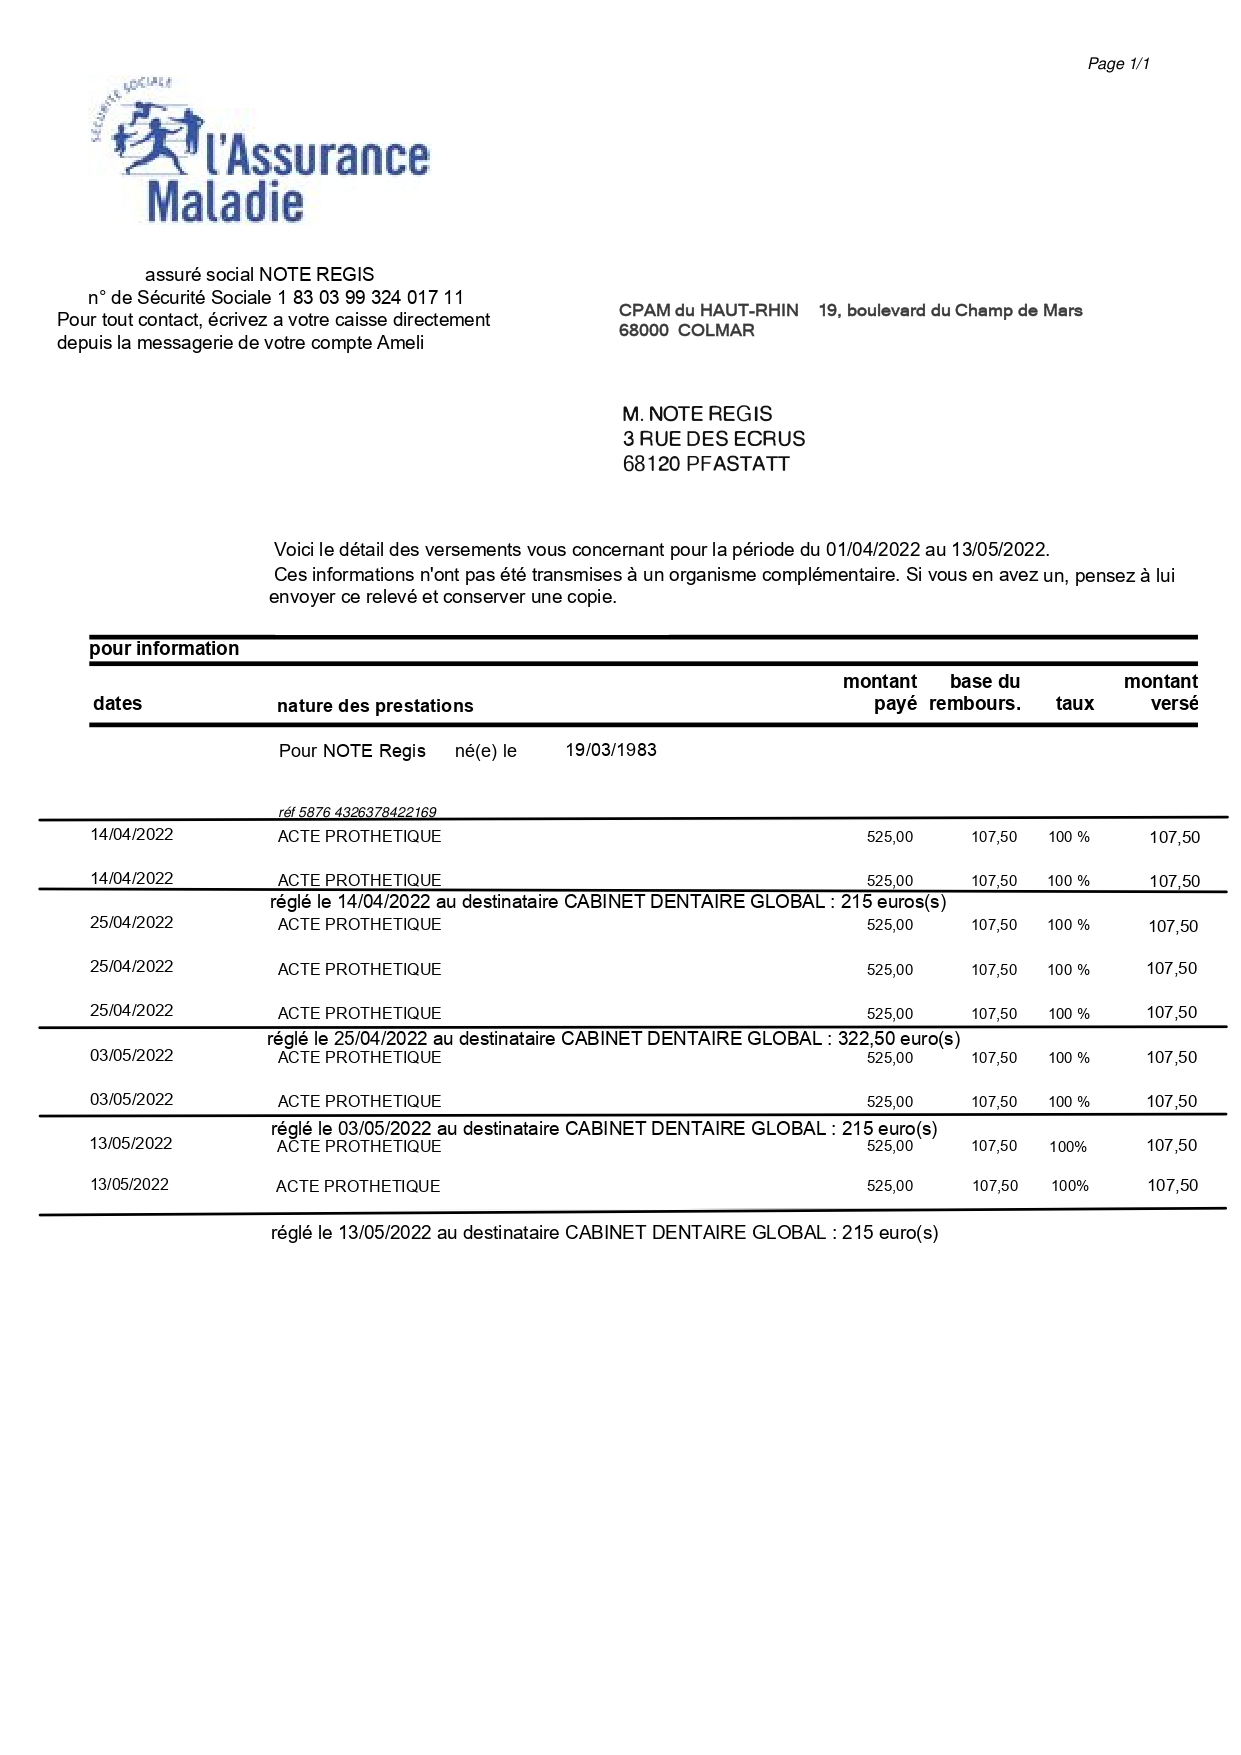 Page 1/1
SÉCURITÉ SOCIALE
l'Assurance
Maladie
assuré social NOTE REGIS
n° de Sécurité Sociale 1 83 03 99 324 017 11
Pour tout contact, écrivez a votre caisse directement
depuis la messagerie de votre compte Ameli
CPAM du HAUT-RHIN 19, boulevard du Champ de Mars
68000 COLMAR
M. NOTE REGIS
3 RUE DES ECRUS
68120 PFASTATT
Voici le détail des versements vous concernant pour la période du 01/04/2022 au 13/05/2022.
Ces informations n'ont pas été transmises à un organisme complémentaire. Si vous en avez un, pensez à lui
envoyer ce relevé et conserver une copie.
pour information
dates nature des prestations montant payé base du rembours. taux montant versé
Pour NOTE Regis né(e) le 19/03/1983
réf 5876 4326378422169
14/04/2022 ACTE PROTHETIQUE 525,00 107,50 100 % 107,50
14/04/2022 ACTE PROTHETIQUE 525,00 107,50 100 % 107,50
réglé le 14/04/2022 au destinataire CABINET DENTAIRE GLOBAL : 215 euros(s)
25/04/2022 ACTE PROTHETIQUE 525,00 107,50 100 % 107,50
25/04/2022 ACTE PROTHETIQUE 525,00 107,50 100 % 107,50
25/04/2022 ACTE PROTHETIQUE 525,00 107,50 100 % 107,50
réglé le 25/04/2022 au destinataire CABINET DENTAIRE GLOBAL : 322,50 euro(s)
03/05/2022 ACTE PROTHETIQUE 525,00 107,50 100 % 107,50
03/05/2022 ACTE PROTHETIQUE 525,00 107,50 100 % 107,50
réglé le 03/05/2022 au destinataire CABINET DENTAIRE GLOBAL : 215 euro(s)
13/05/2022 ACTE PROTHETIQUE 525,00 107,50 100% 107,50
13/05/2022 ACTE PROTHETIQUE 525,00 107,50 100% 107,50
réglé le 13/05/2022 au destinataire CABINET DENTAIRE GLOBAL : 215 euro(s)